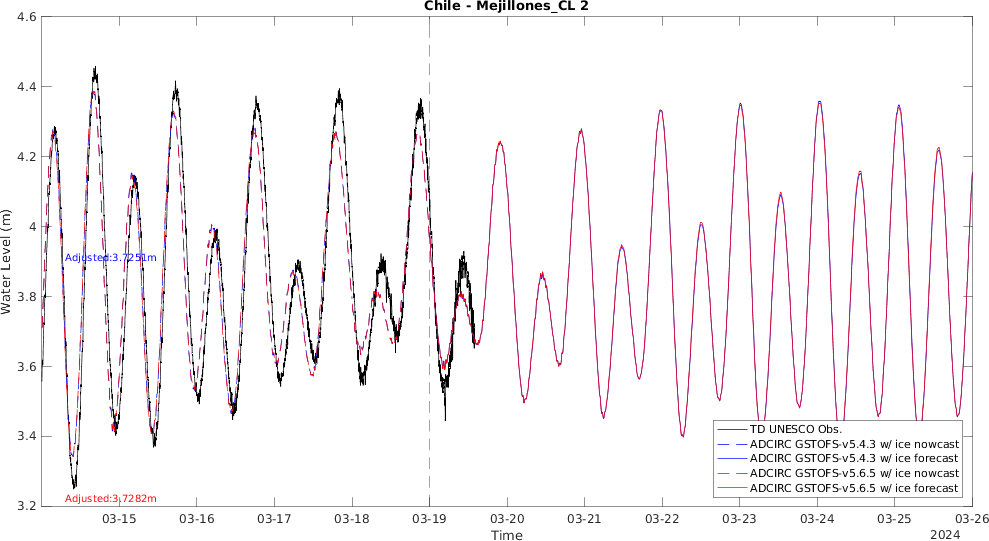 Chile - Mejillones_CL 2
Water Level (m)
4.6
4.4
4.2
4
3.8
3.6
3.4
3.2
Adjusted:3.7251m
Adjusted:3.7282m
TD UNESCO Obs.
ADCIRC GSTOFS-v5.4.3 w/ ice nowcast
ADCIRC GSTOFS-v5.4.3 w/ ice forecast
ADCIRC GSTOFS-v5.6.5 w/ ice nowcast
ADCIRC GSTOFS-v5.6.5 w/ ice forecast
03-15 03-16 03-17 03-18 03-19 03-20 03-21 03-22 03-23 03-24 03-25 03-26
Time
2024